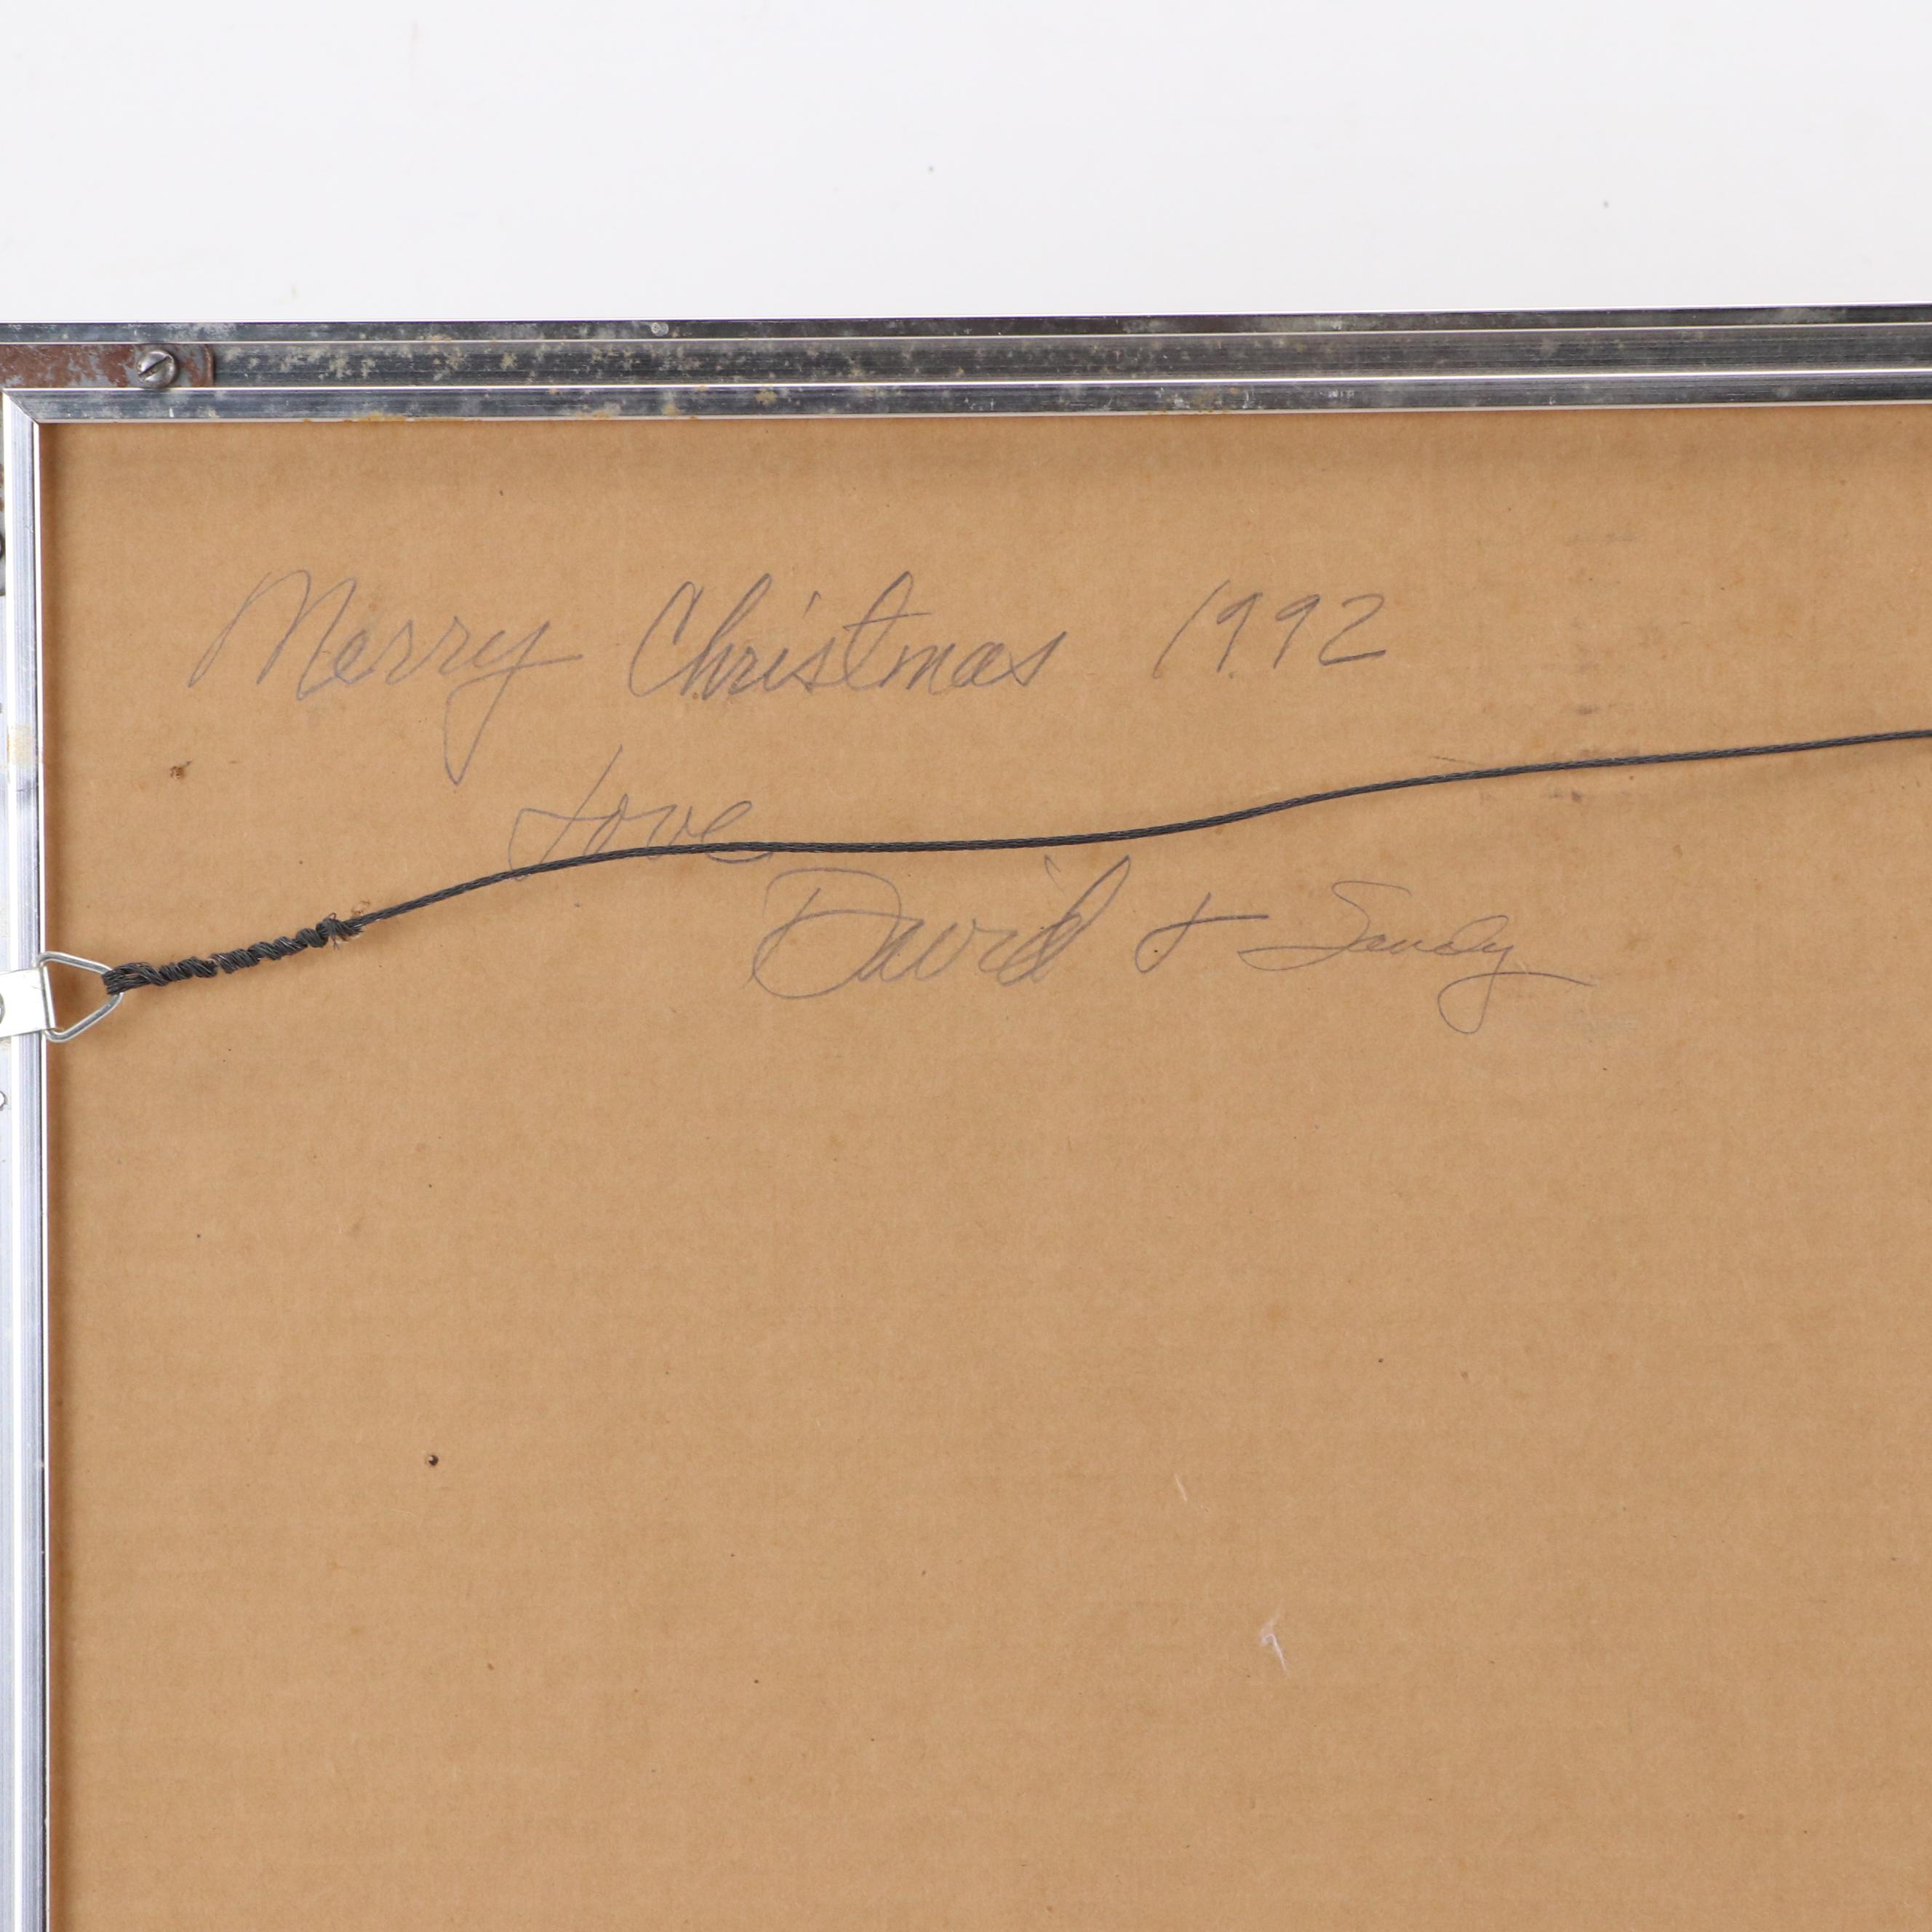 Merry Christmas 1992
Love
David + Sandy